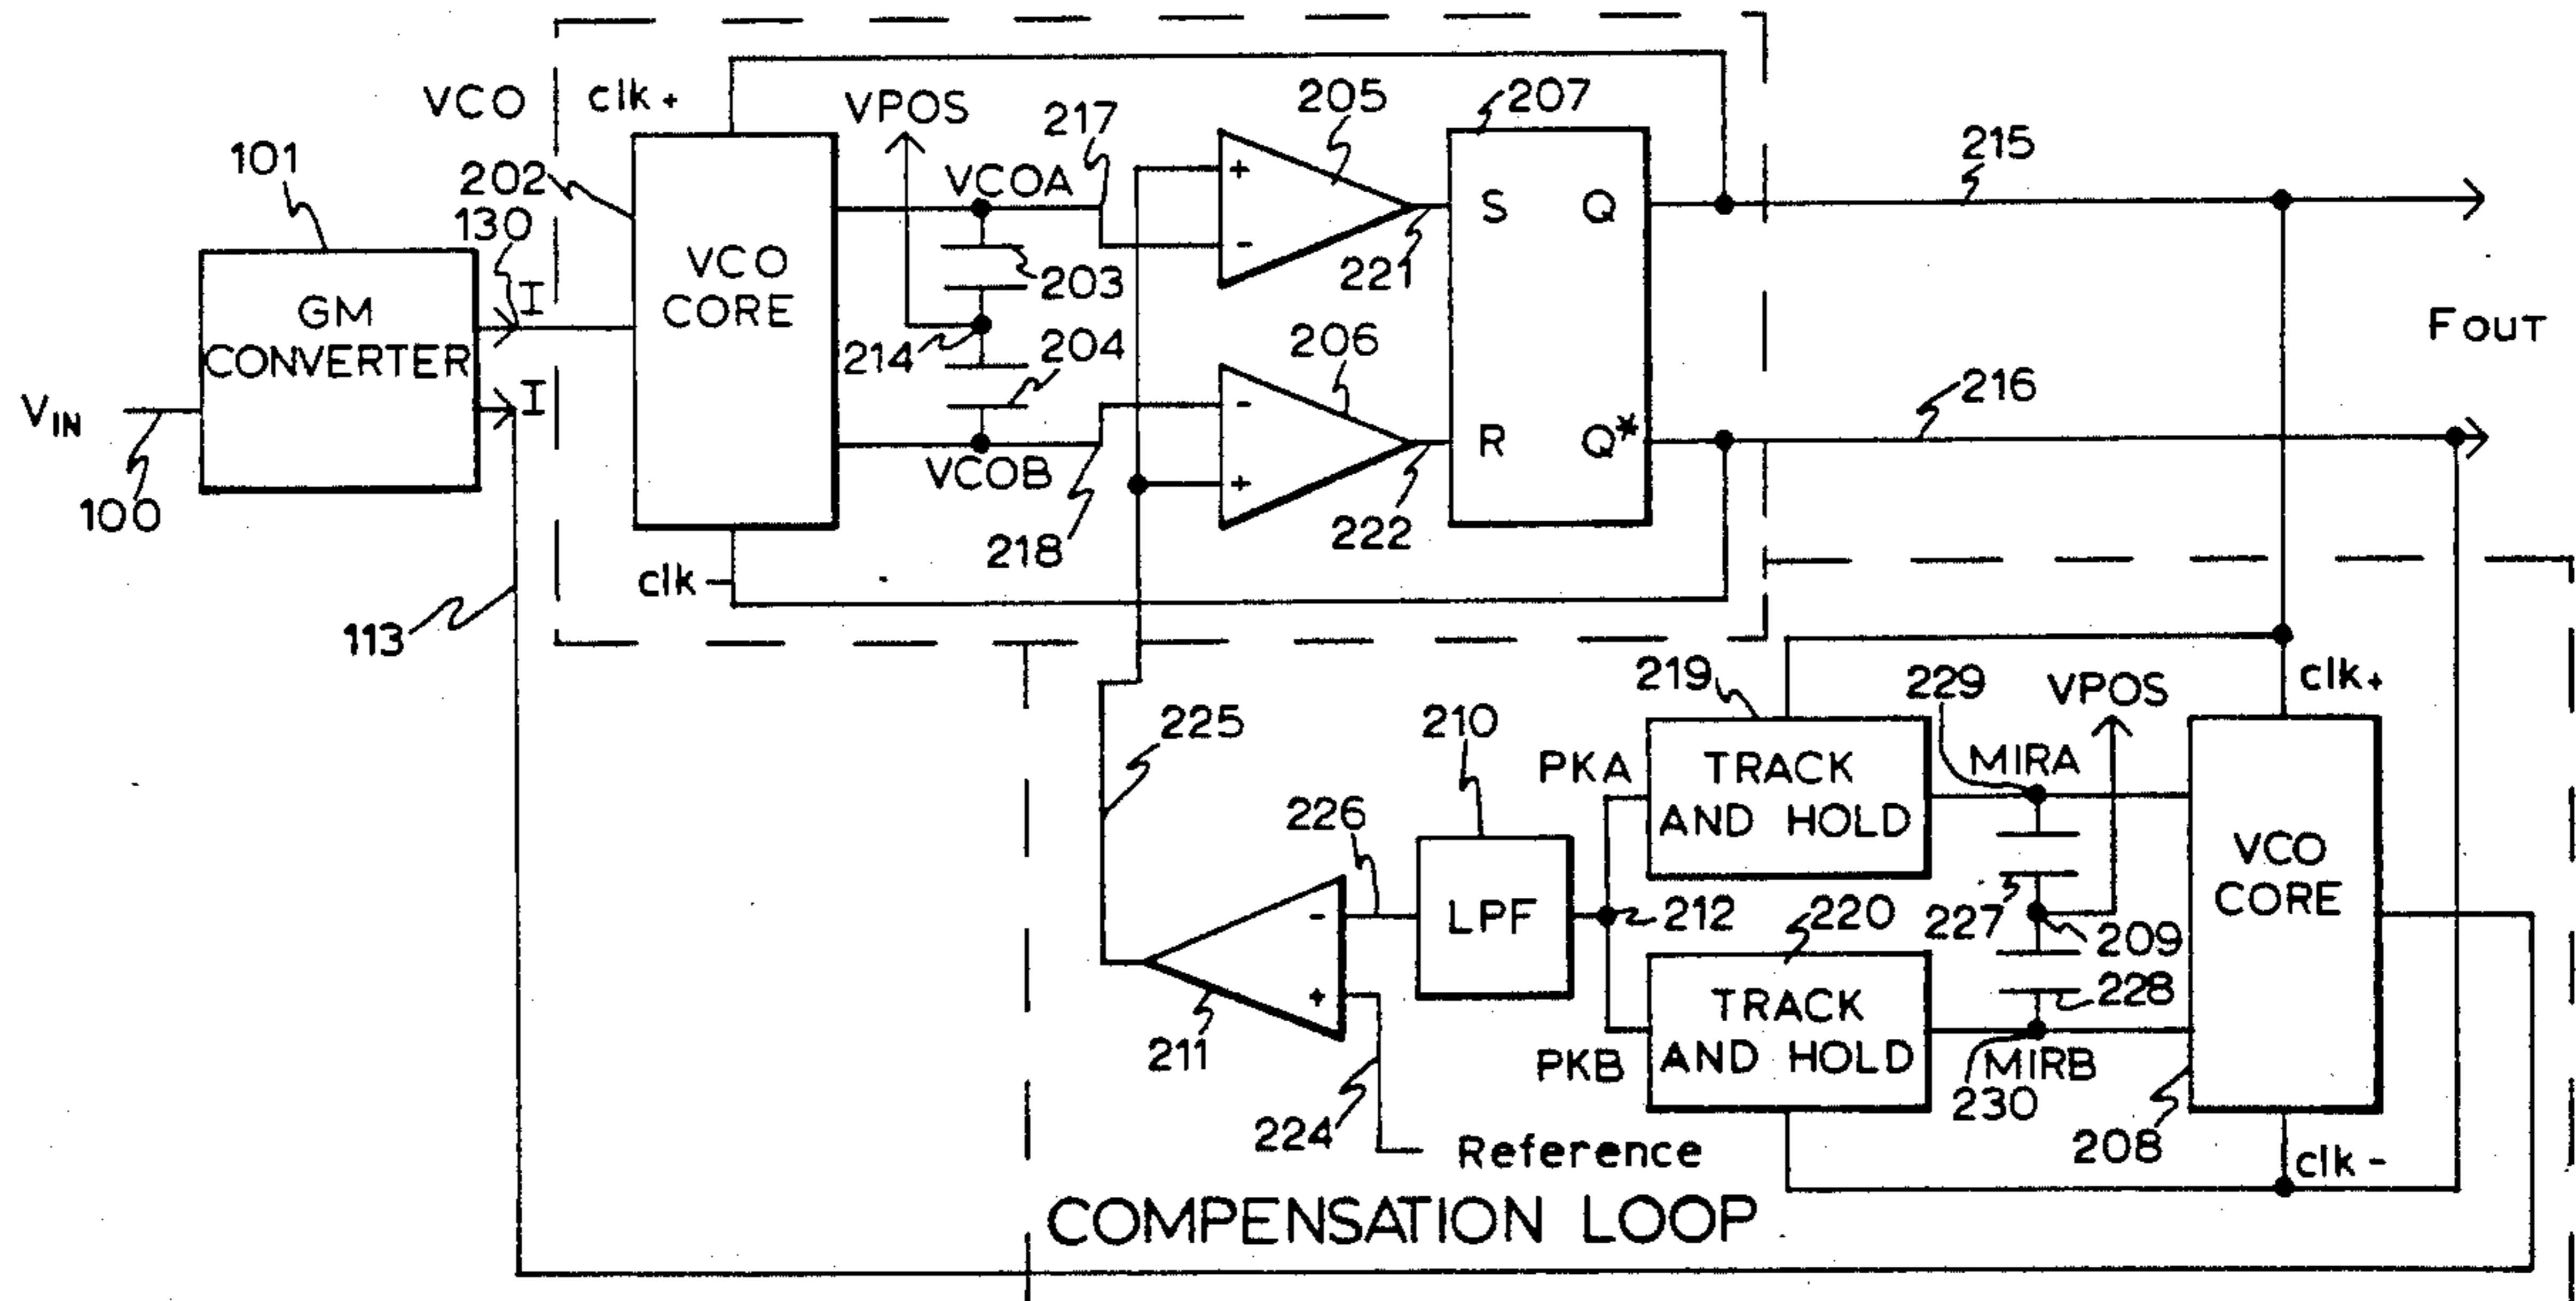 VCO
clk+
VPOS
217
205
207
101
202
130
VCOA
215
VCO
CORE
+
-
S
Q
203
221
GM
CONVERTER
I
214
204
206
FOUT
VIN
I
-
216
R
Q*
VCOB
+
100
218
222
clk-
113
219
229
VPOS
clk+
225
210
PKA
TRACK
AND HOLD
MIRA
226
VCO
CORE
-
LPF
212
220
227
209
+
TRACK
AND HOLD
228
211
PKB
MIRB
230
224
Reference
208
clk-
COMPENSATION LOOP